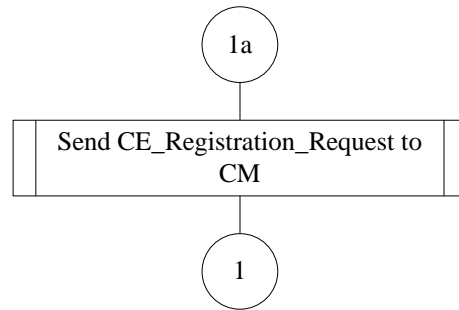 1a
Send CE_Registration_Request to
CM
1